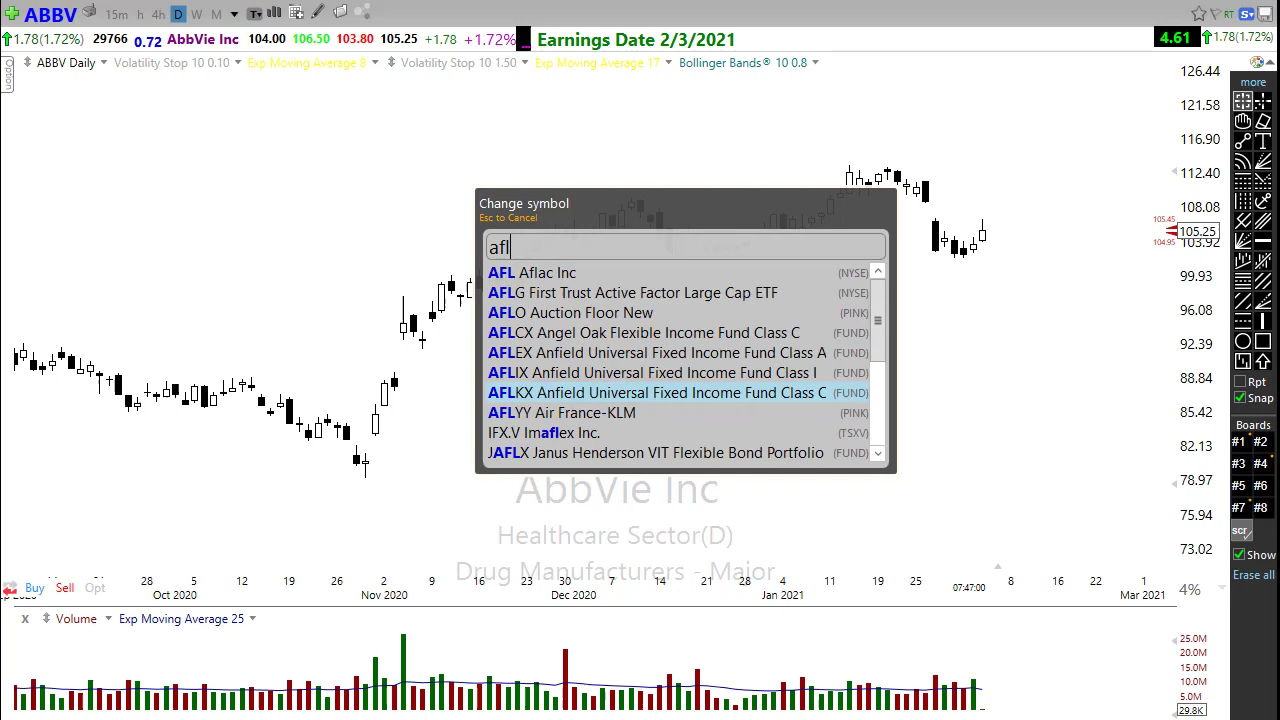 ABBV 15m h 4h D W M T RT S
1.78(1.72%) 29766 0.72 AbbVie Inc 104.00 106.50 103.80 105.25 +1.78 +1.72% ... Earnings Date 2/3/2021 4.61 1.78(1.72%)
Option
ABBV Daily Volatility Stop 10 0.10 Exp Moving Average 8 Volatility Stop 10 1.50 Exp Moving Average 17 Bollinger Bands® 10 0.8
126.44
121.58
116.90
112.40
108.08
105.45
105.25
104.95
103.92
99.93
96.08
92.39
88.84
85.42
82.13
78.97
75.94
73.02
more
T
Rpt
Snap
Boards
#1 #2
#3 #4
#5 #6
#7 #8
scr
Show
Erase all
Change symbol
Esc to Cancel
afl
AFL Aflac Inc (NYSE)
AFLG First Trust Active Factor Large Cap ETF (NYSE)
AFLO Auction Floor New (PINK)
AFLCX Angel Oak Flexible Income Fund Class C (FUND)
AFLEX Anfield Universal Fixed Income Fund Class A (FUND)
AFLIX Anfield Universal Fixed Income Fund Class I (FUND)
AFLKX Anfield Universal Fixed Income Fund Class C (FUND)
AFLYY Air France-KLM (PINK)
IFX.V Imaflex Inc. (TSXV)
JAFLX Janus Henderson VIT Flexible Bond Portfolio (FUND)
AbbVie Inc
Healthcare Sector(D)
Drug Manufacturers - Major
28 5 12 19 26 2 9 16 23 30 7 14 21 28 4 11 19 25 07:47:00 8 16 22 1
Buy Sell Opt
Oct 2020 Nov 2020 Dec 2020 Jan 2021 Mar 2021
4%
x Volume Exp Moving Average 25
25.0M
20.0M
15.0M
10.0M
5.0M
29.8K